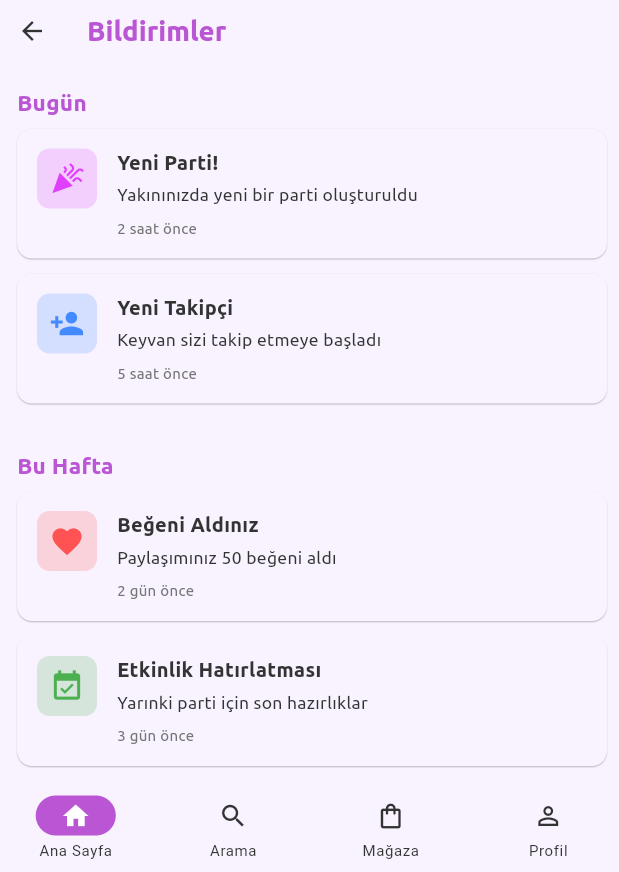 Bildirimler
Bugün
Yeni Parti!
Yakınınızda yeni bir parti oluşturuldu
2 saat önce
Yeni Takipçi
Keyvan sizi takip etmeye başladı
5 saat önce
Bu Hafta
Beğeni Aldınız
Paylaşımınız 50 beğeni aldı
2 gün önce
Etkinlik Hatırlatması
Yarınki parti için son hazırlıklar
3 gün önce
Ana Sayfa Arama Mağaza Profil